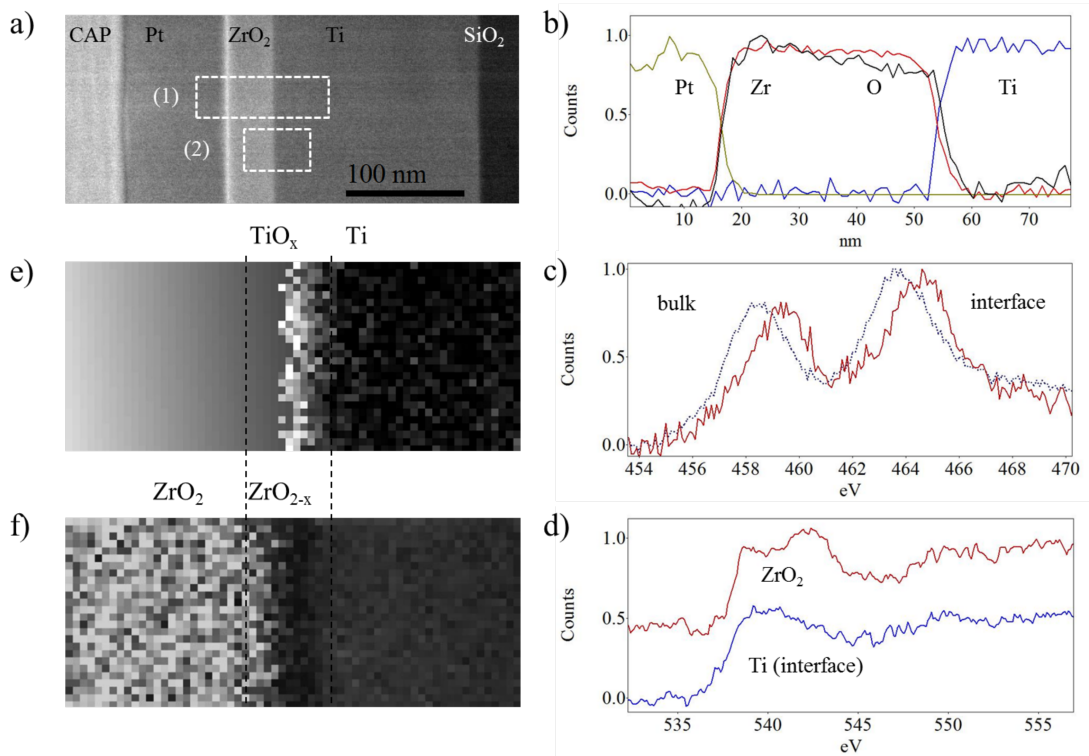 a)
CAP Pt ZrO₂ Ti SiO₂
(1)
(2)
100 nm
b)
Counts
1.0
0.5
0.0
Pt Zr O Ti
10 20 30 40 50 60 70
nm
TiOₓ Ti
e)
c)
Counts
1.0
0.5
0.0
bulk interface
454 456 458 460 462 464 466 468 470
eV
ZrO₂ ZrO₂₋ₓ
f)
d)
Counts
1.0
0.5
0.0
ZrO₂
Ti (interface)
535 540 545 550 555
eV